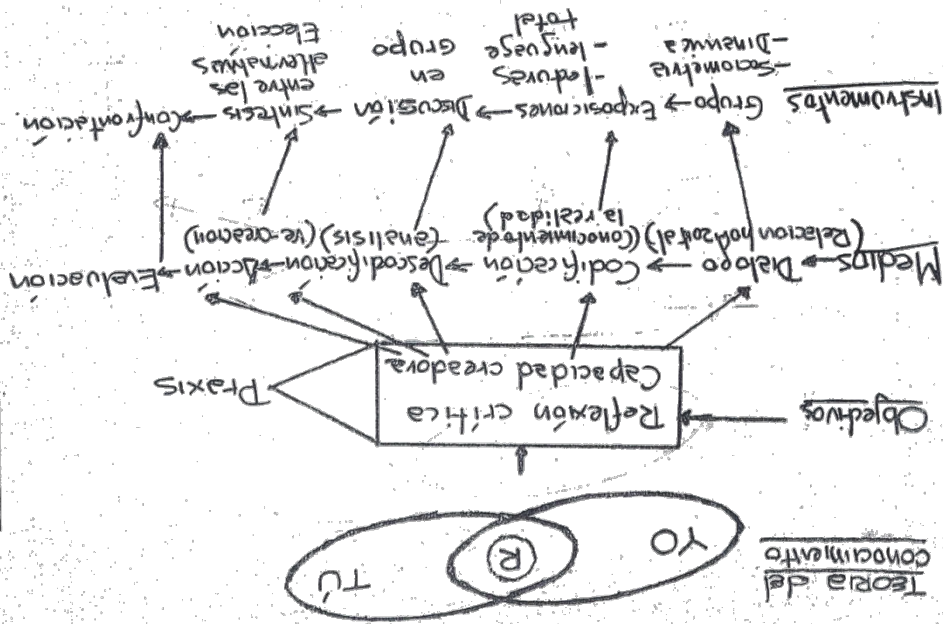 TEORIA del
conocimiento
YO R TÚ
Objetivos
Reflexión crítica
Capacidad creadora
Praxis
Medios → Dialogo → Codificación → Descodificación → Acción → Evaluación
(Relación horizontal) (Conocimiento de (analisis) (re-creación)
la realidad)
Instrumentos Grupo → Exposiciones → Discusión → Síntesis → Confrontación
-Sociometria -lecturas en entre las
-Dinamica -lenguage Grupo alternativas
total Elección